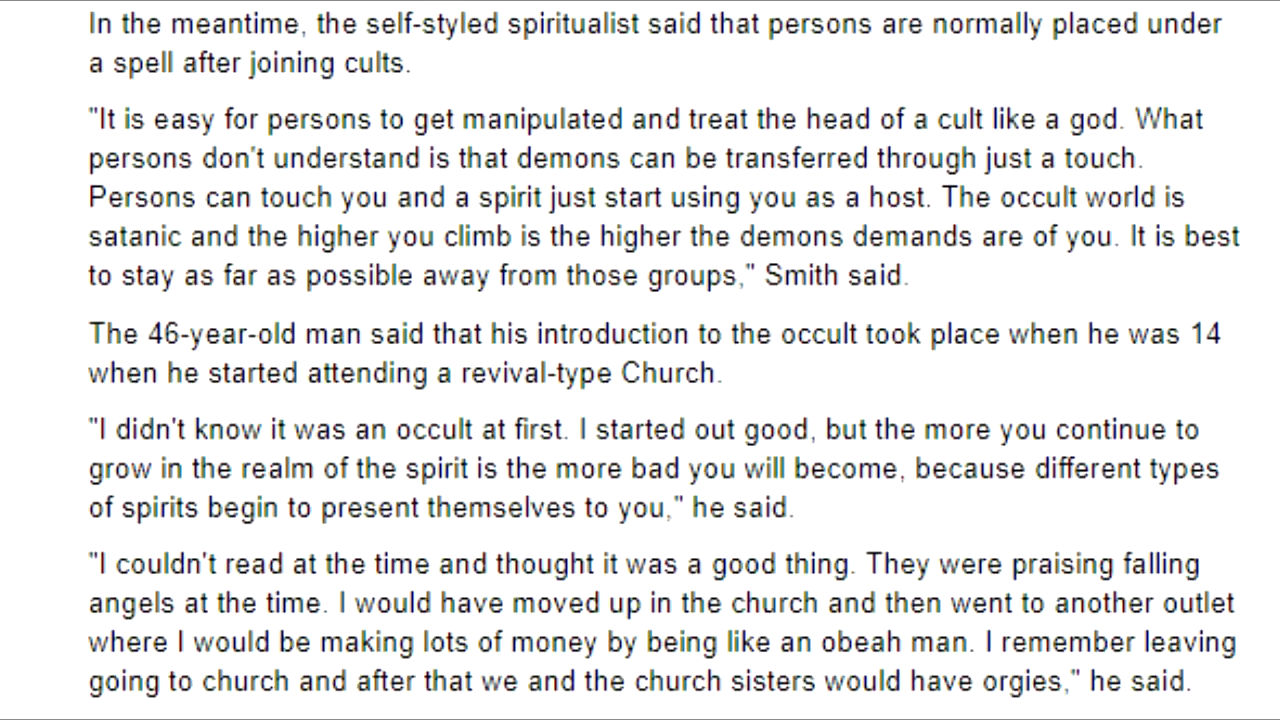 In the meantime, the self-styled spiritualist said that persons are normally placed under
a spell after joining cults.
"It is easy for persons to get manipulated and treat the head of a cult like a god. What
persons don't understand is that demons can be transferred through just a touch.
Persons can touch you and a spirit just start using you as a host. The occult world is
satanic and the higher you climb is the higher the demons demands are of you. It is best
to stay as far as possible away from those groups," Smith said.
The 46-year-old man said that his introduction to the occult took place when he was 14
when he started attending a revival-type Church.
"I didn't know it was an occult at first. I started out good, but the more you continue to
grow in the realm of the spirit is the more bad you will become, because different types
of spirits begin to present themselves to you," he said.
"I couldn't read at the time and thought it was a good thing. They were praising falling
angels at the time. I would have moved up in the church and then went to another outlet
where I would be making lots of money by being like an obeah man. I remember leaving
going to church and after that we and the church sisters would have orgies," he said.